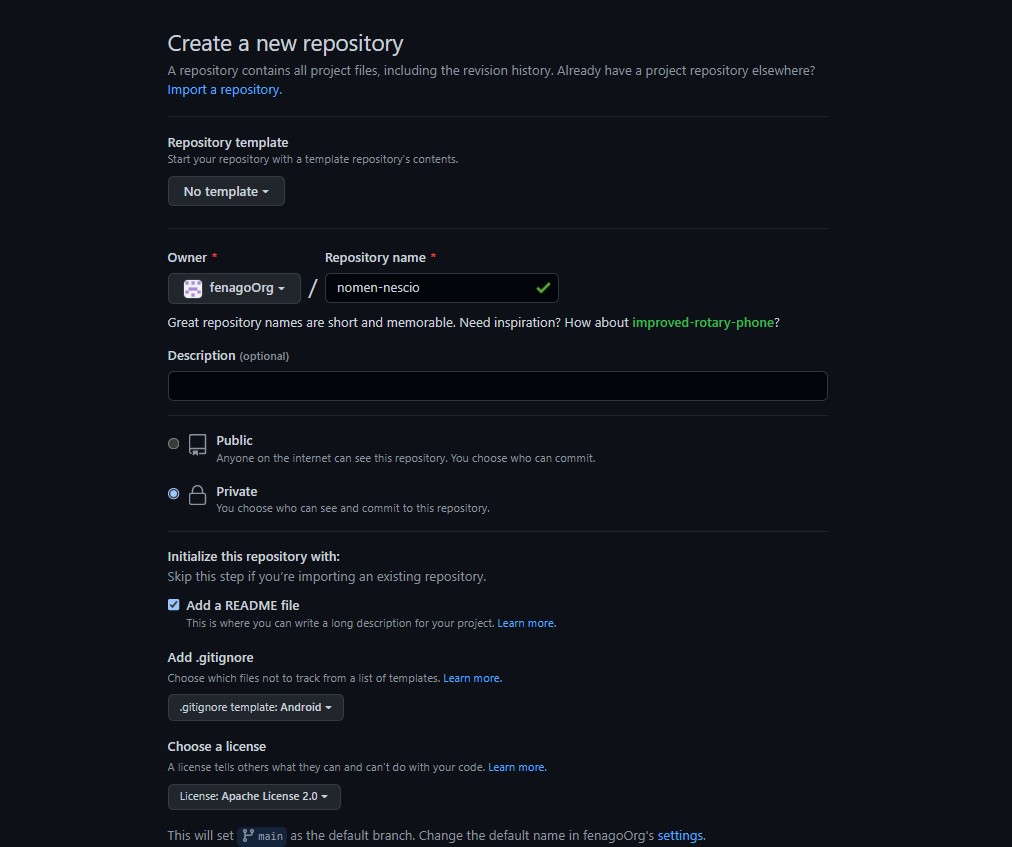 Create a new repository
A repository contains all project files, including the revision history. Already have a project repository elsewhere?
Import a repository.
Repository template
Start your repository with a template repository's contents.
No template
Owner * Repository name *
fenagoOrg / nomen-nescio
Great repository names are short and memorable. Need inspiration? How about improved-rotary-phone?
Description (optional)
Public
Anyone on the internet can see this repository. You choose who can commit.
Private
You choose who can see and commit to this repository.
Initialize this repository with:
Skip this step if you're importing an existing repository.
Add a README file
This is where you can write a long description for your project. Learn more.
Add .gitignore
Choose which files not to track from a list of templates. Learn more.
.gitignore template: Android
Choose a license
A license tells others what they can and can't do with your code. Learn more.
License: Apache License 2.0
This will set main as the default branch. Change the default name in fenagoOrg's settings.